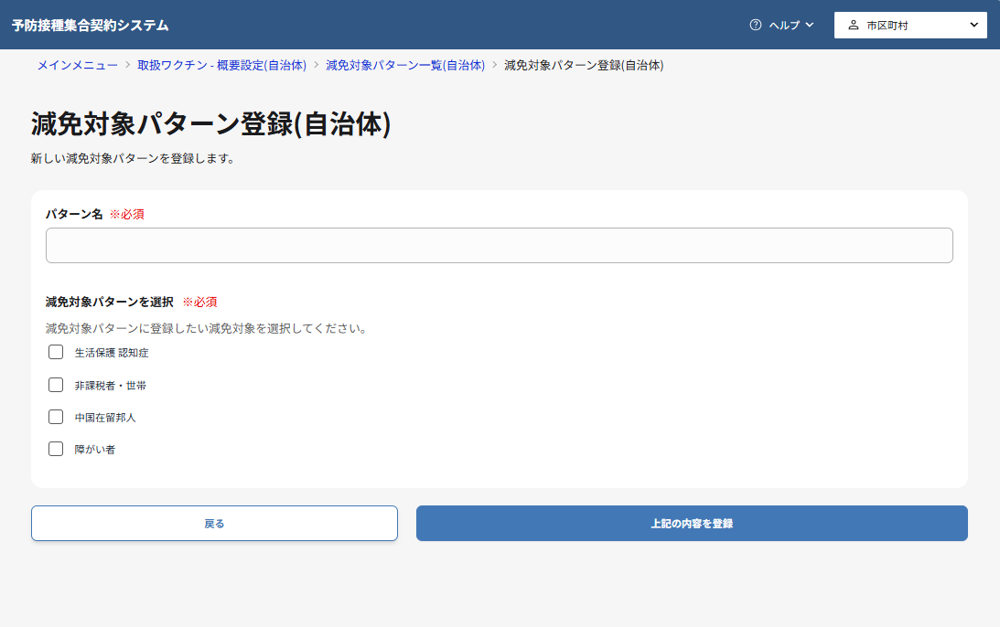 予防接種集合契約システム
ヘルプ
市区町村
メインメニュー > 取扱ワクチン - 概要設定(自治体) > 減免対象パターン一覧(自治体) > 減免対象パターン登録(自治体)
減免対象パターン登録(自治体)
新しい減免対象パターンを登録します。
パターン名 ※必須
減免対象パターンを選択 ※必須
減免対象パターンに登録したい減免対象を選択してください。
生活保護 認知症
非課税者・世帯
中国在留邦人
障がい者
戻る
上記の内容を登録